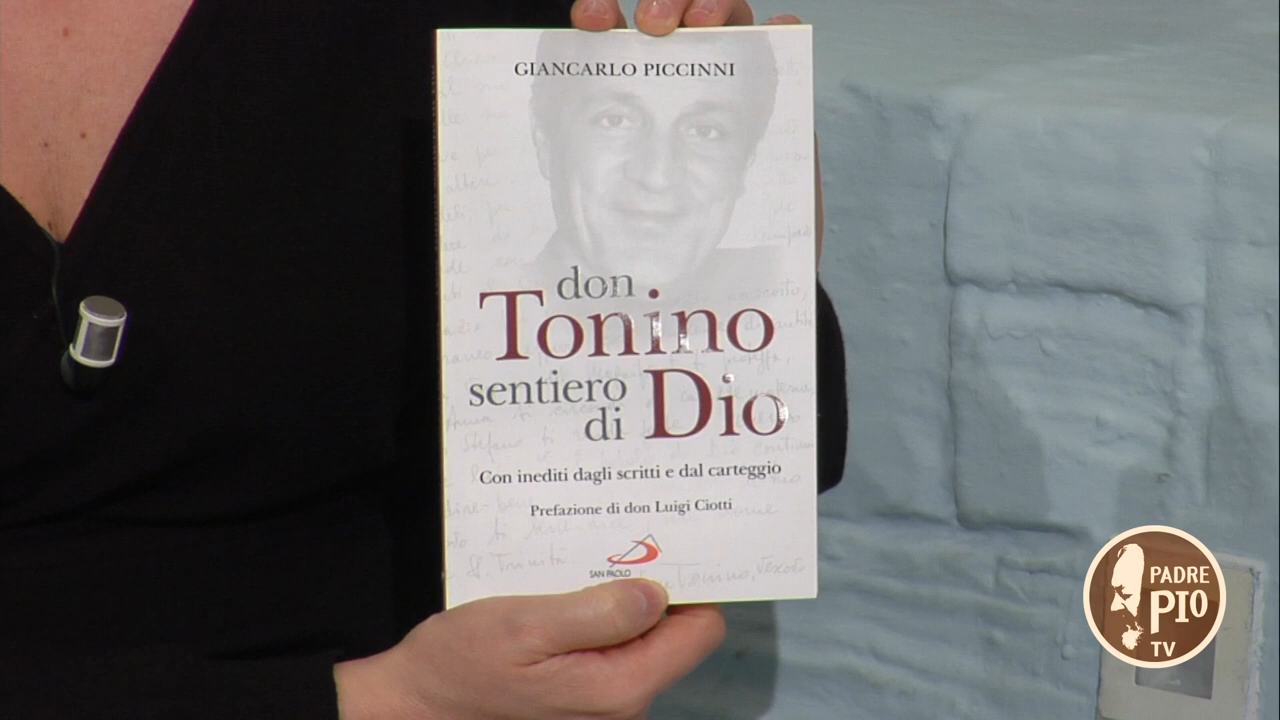 GIANCARLO PICCINNI
don
Tonino
sentiero
di Dio
Con inediti dagli scritti e dal carteggio
Prefazione di don Luigi Ciotti
SAN PAOLO
PADRE
PIO
TV